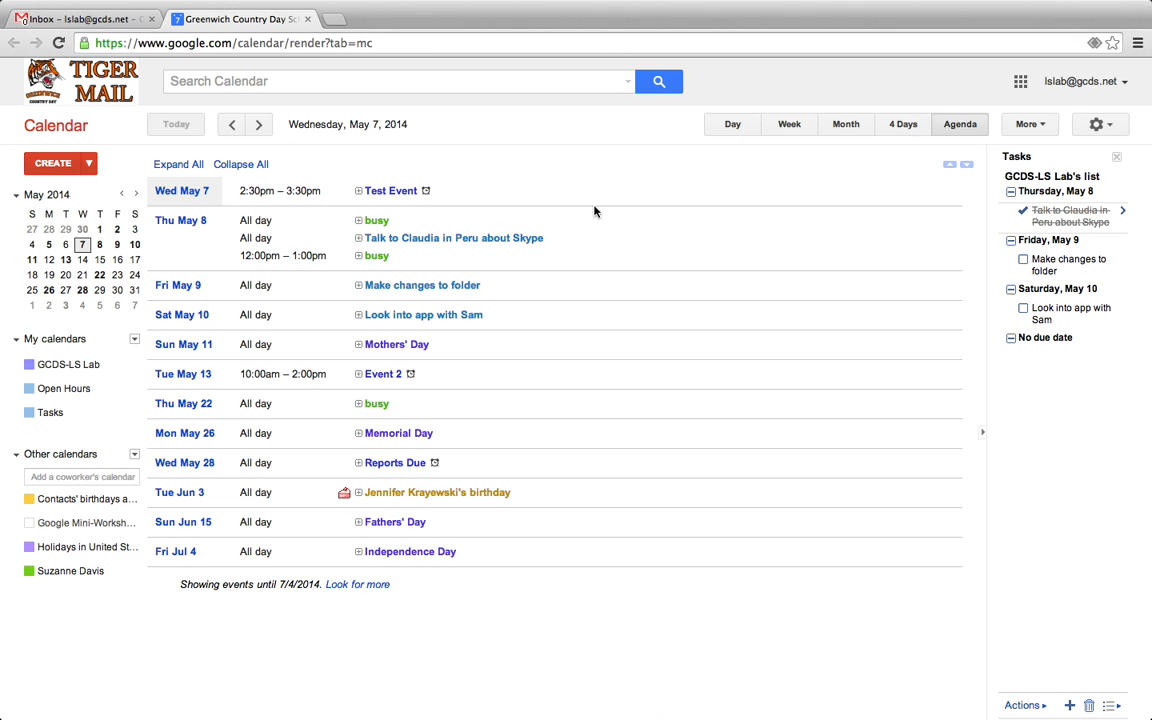 Inbox – lslab@gcds.net –
Greenwich Country Day Sc
https://www.google.com/calendar/render?tab=mc
GREENWICH
COUNTRY DAY
TIGER
MAIL
Search Calendar
lslab@gcds.net
Calendar
Today
Wednesday, May 7, 2014
Day
Week
Month
4 Days
Agenda
More
CREATE
Expand All
Collapse All
May 2014
S M T W T F S
27 28 29 30 1 2 3
4 5 6 7 8 9 10
11 12 13 14 15 16 17
18 19 20 21 22 23 24
25 26 27 28 29 30 31
1 2 3 4 5 6 7
My calendars
GCDS-LS Lab
Open Hours
Tasks
Other calendars
Add a coworker's calendar
Contacts' birthdays a...
Google Mini-Worksh...
Holidays in United St...
Suzanne Davis
Wed May 7 2:30pm – 3:30pm Test Event
Thu May 8 All day busy
All day Talk to Claudia in Peru about Skype
12:00pm – 1:00pm busy
Fri May 9 All day Make changes to folder
Sat May 10 All day Look into app with Sam
Sun May 11 All day Mothers' Day
Tue May 13 10:00am – 2:00pm Event 2
Thu May 22 All day busy
Mon May 26 All day Memorial Day
Wed May 28 All day Reports Due
Tue Jun 3 All day Jennifer Krayewski's birthday
Sun Jun 15 All day Fathers' Day
Fri Jul 4 All day Independence Day
Showing events until 7/4/2014. Look for more
Tasks
GCDS-LS Lab's list
Thursday, May 8
Talk to Claudia in
Peru about Skype
Friday, May 9
Make changes to
folder
Saturday, May 10
Look into app with
Sam
No due date
Actions